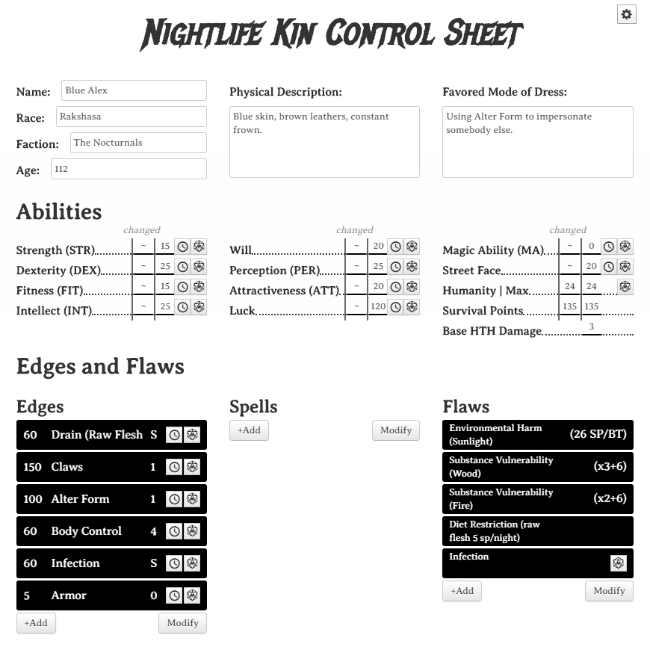 Nightlife Kin Control Sheet
Name: Blue Alex
Race: Rakshasa
Faction: The Nocturnals
Age: 112
Physical Description:
Blue skin, brown leathers, constant
frown.
Favored Mode of Dress:
Using Alter Form to impersonate
somebody else.
Abilities
changed
Strength (STR) ~ 15
Dexterity (DEX) ~ 25
Fitness (FIT) ~ 15
Intellect (INT) ~ 25
changed
Will ~ 20
Perception (PER) ~ 25
Attractiveness (ATT) ~ 20
Luck ~ 120
changed
Magic Ability (MA) ~ 0
Street Face ~ 20
Humanity | Max 24 24
Survival Points 135 135
Base HTH Damage 3
Edges and Flaws
Edges
60 Drain (Raw Flesh S
150 Claws 1
100 Alter Form 1
60 Body Control 4
60 Infection S
5 Armor 0
+Add Modify
Spells
+Add Modify
Flaws
Environmental Harm
(Sunlight) (26 SP/BT)
Substance Vulnerability
(Wood) (x3+6)
Substance Vulnerability
(Fire) (x2+6)
Diet Restriction (raw
flesh 5 sp/night)
Infection
+Add Modify